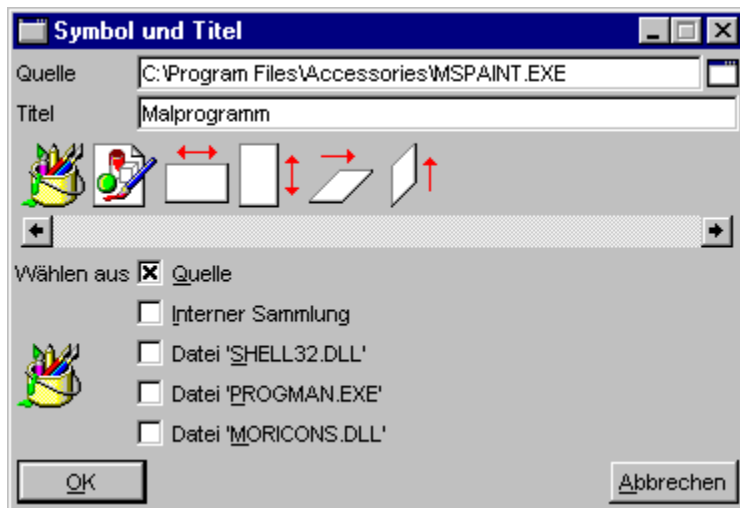 Symbol und Titel
Quelle C:\Program Files\Accessories\MSPAINT.EXE
Titel Malprogramm
Wählen aus Quelle
Interner Sammlung
Datei 'SHELL32.DLL'
Datei 'PROGMAN.EXE'
Datei 'MORICONS.DLL'
OK Abbrechen